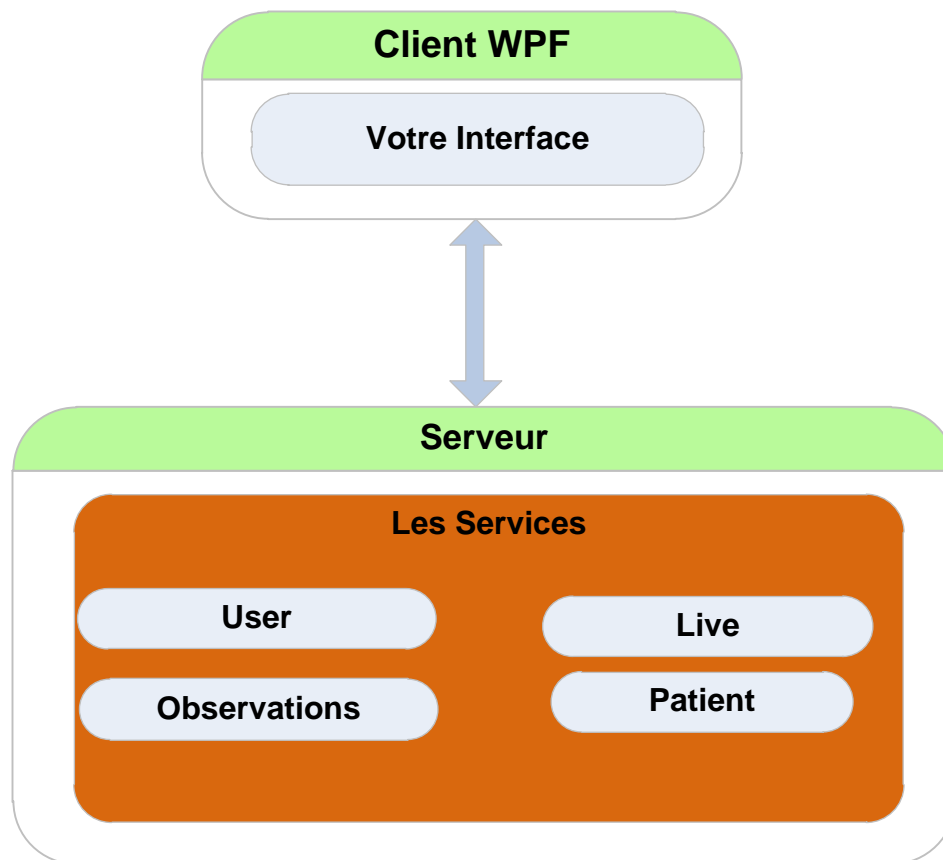 Client WPF
Votre Interface
Serveur
Les Services
User
Live
Observations
Patient